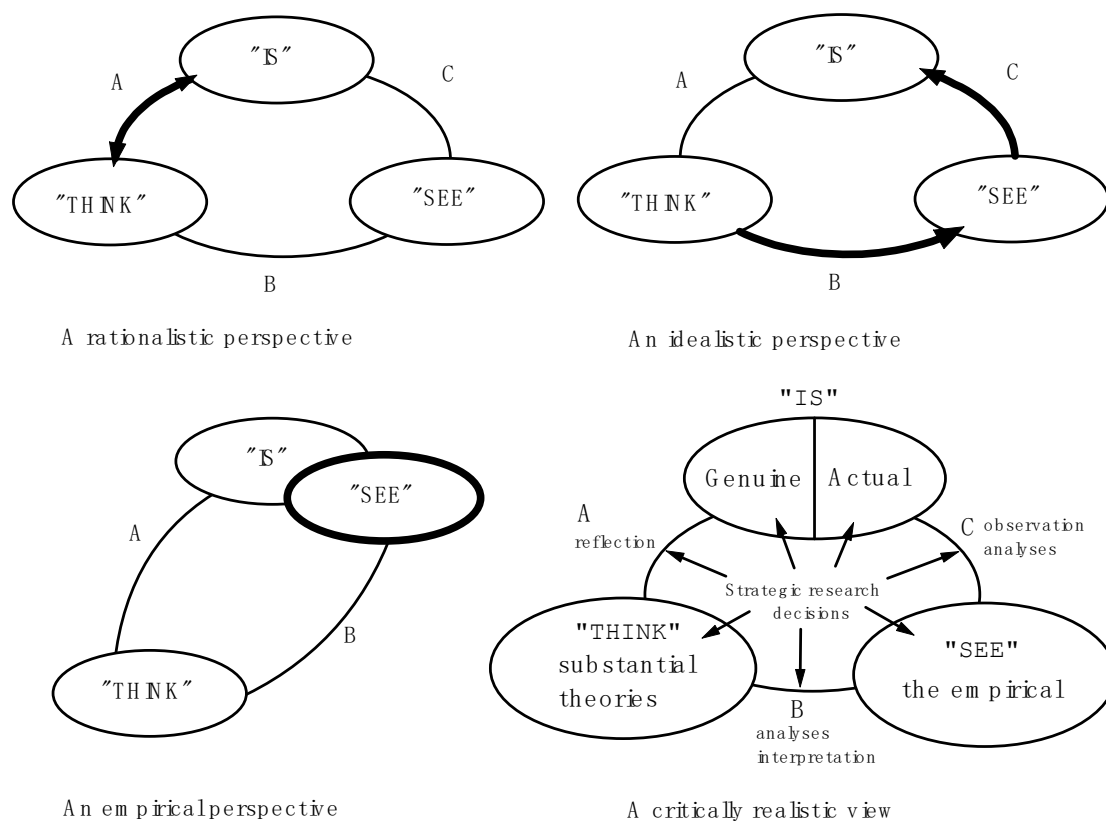 "IS"
A
C
"THINK"
"SEE"
B
A rationalistic perspective
"IS"
A
C
"THINK"
"SEE"
B
An idealistic perspective
"IS"
"SEE"
A
B
"THINK"
An empirical perspective
"IS"
Genuine
Actual
A
reflection
C observation
analyses
Strategic research
decisions
"THINK"
substantial
theories
"SEE"
the empirical
B
analyses
interpretation
A critically realistic view